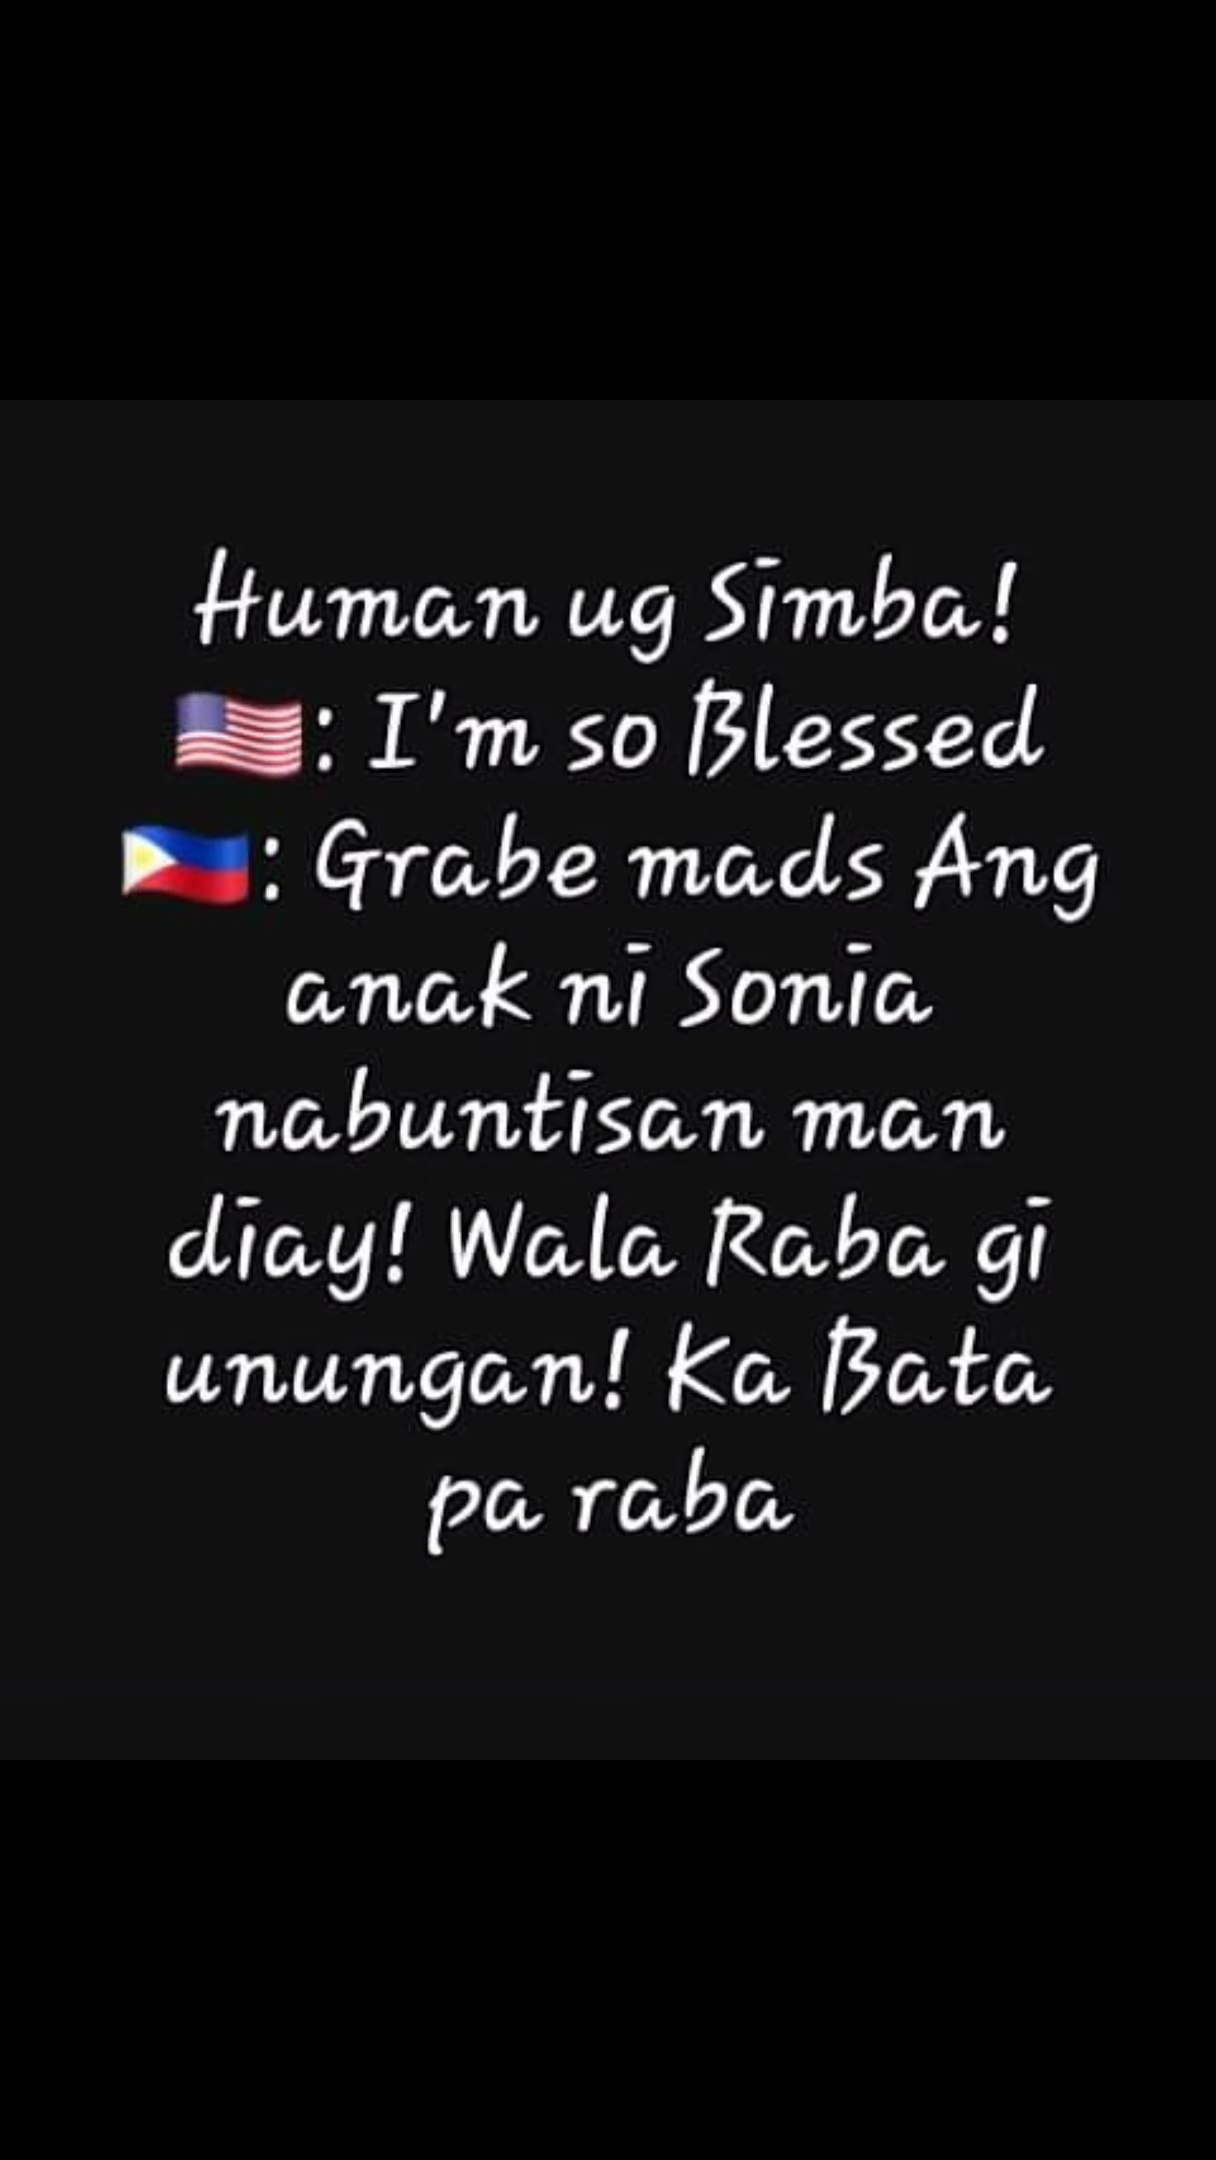 Human ug Simba!
🇺🇸: I'm so Blessed
🇵🇭: Grabe mads Ang
anak ni Sonia
nabuntisan man
diay! Wala Raba gi
unungan! Ka Bata
pa raba